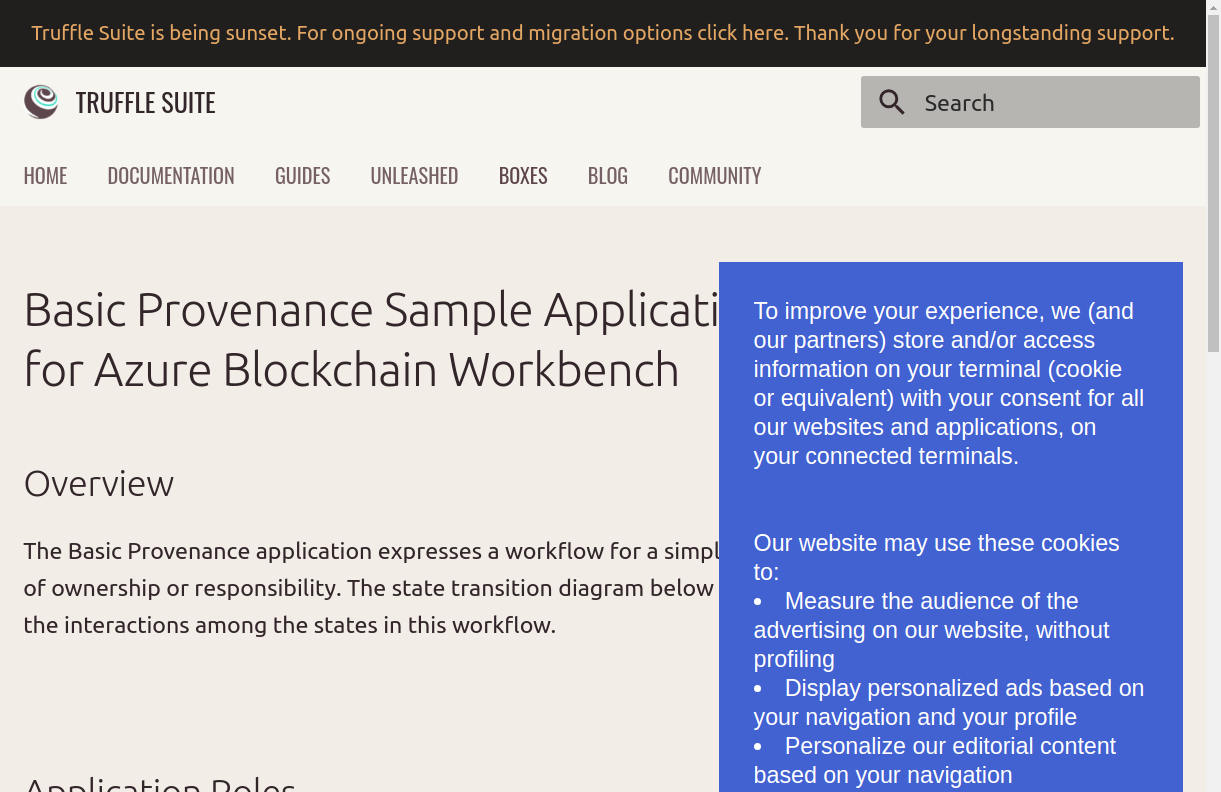 Truffle Suite is being sunset. For ongoing support and migration options click here. Thank you for your longstanding support.
TRUFFLE SUITE
Search
HOME
DOCUMENTATION
GUIDES
UNLEASHED
BOXES
BLOG
COMMUNITY
Basic Provenance Sample Applicati
for Azure Blockchain Workbench
Overview
The Basic Provenance application expresses a workflow for a simpl
of ownership or responsibility. The state transition diagram below
the interactions among the states in this workflow.
Application Roles
To improve your experience, we (and
our partners) store and/or access
information on your terminal (cookie
or equivalent) with your consent for all
our websites and applications, on
your connected terminals.
Our website may use these cookies
to:
• Measure the audience of the
advertising on our website, without
profiling
• Display personalized ads based on
your navigation and your profile
• Personalize our editorial content
based on your navigation